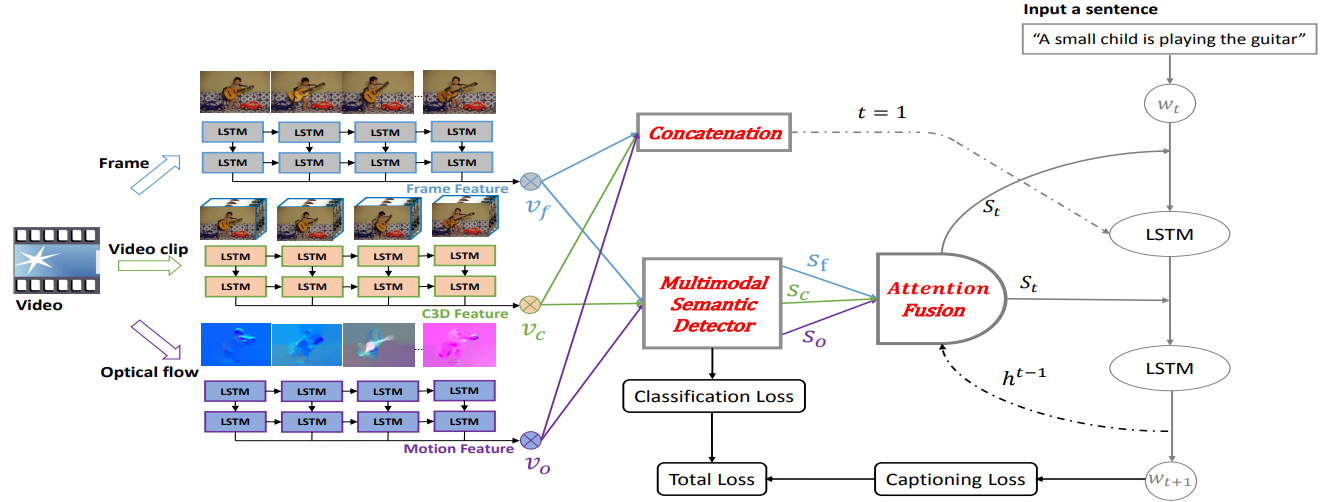 Input a sentence
“A small child is playing the guitar”
w_t
Concatenation
t = 1
LSTM LSTM LSTM LSTM
...
LSTM LSTM LSTM LSTM
Frame
Frame Feature
v_f
S_t
LSTM
Video clip
LSTM LSTM LSTM LSTM
LSTM LSTM LSTM LSTM
C3D Feature
v_c
Video
Multimodal
Semantic
Detector
s_f
s_c
s_o
Attention
Fusion
S_t
LSTM
h^{t−1}
Optical flow
...
LSTM LSTM LSTM LSTM
LSTM LSTM LSTM LSTM
Motion Feature
v_o
Classification Loss
Total Loss
Captioning Loss
w_{t+1}